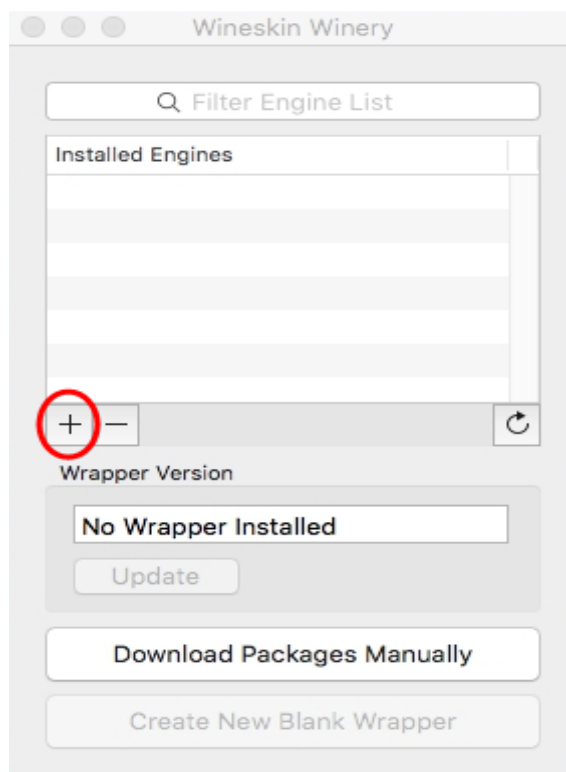 Wineskin Winery
Filter Engine List
Installed Engines
+ −
Wrapper Version
No Wrapper Installed
Update
Download Packages Manually
Create New Blank Wrapper